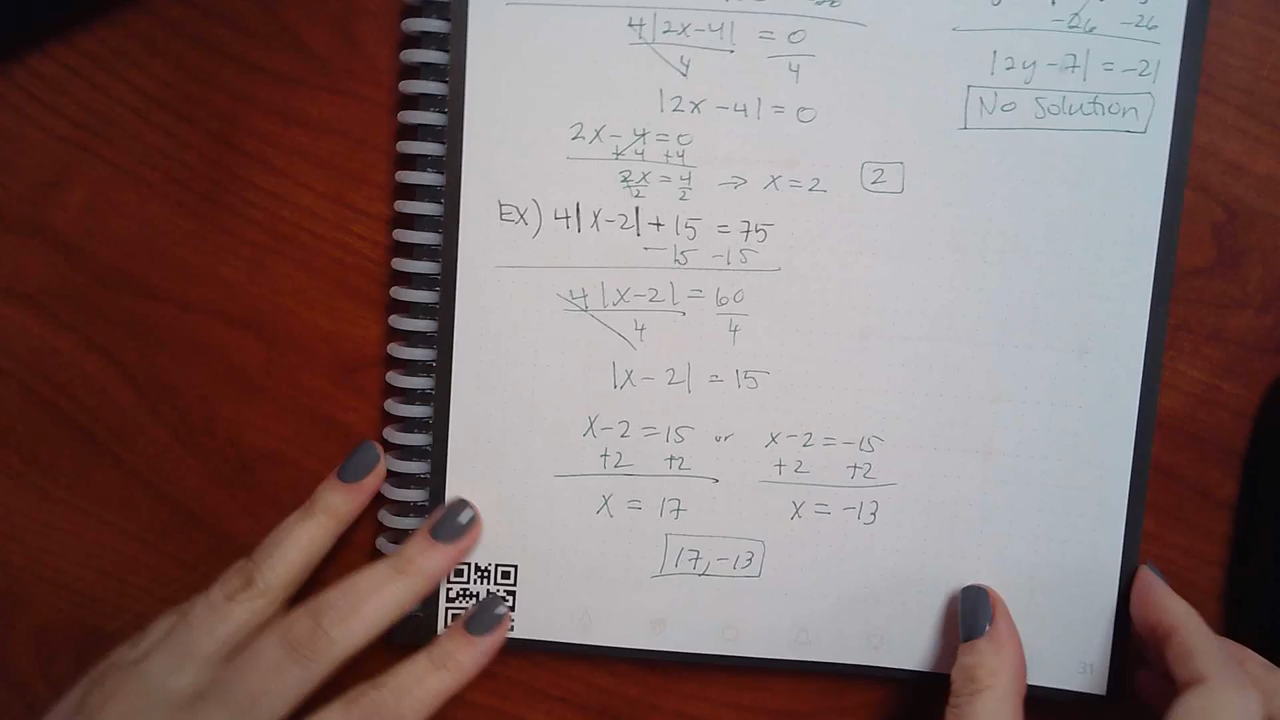 4|2x-4| = 0
4 4
|2x-4| = 0
2x-4=0
+4 +4
2x = 4
2 2
→ x=2
2
-26 -26
|2y-7| = -21
No Solution
EX) 4|x-2| + 15 = 75
-15 -15
4|x-2| = 60
4 4
|x-2| = 15
x-2=15 or x-2=-15
+2 +2 +2 +2
x = 17 x = -13
17, -13
31